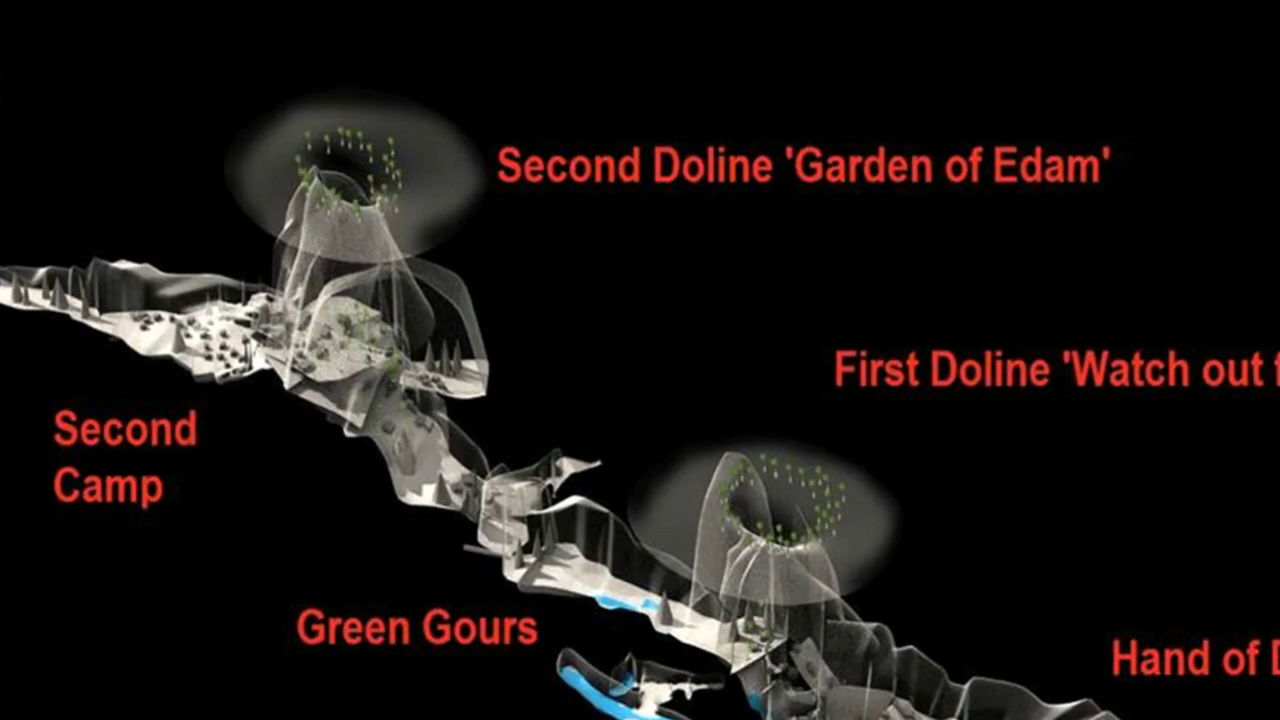 Second Doline 'Garden of Edam'
First Doline 'Watch out
Second
Camp
Green Gours
Hand of